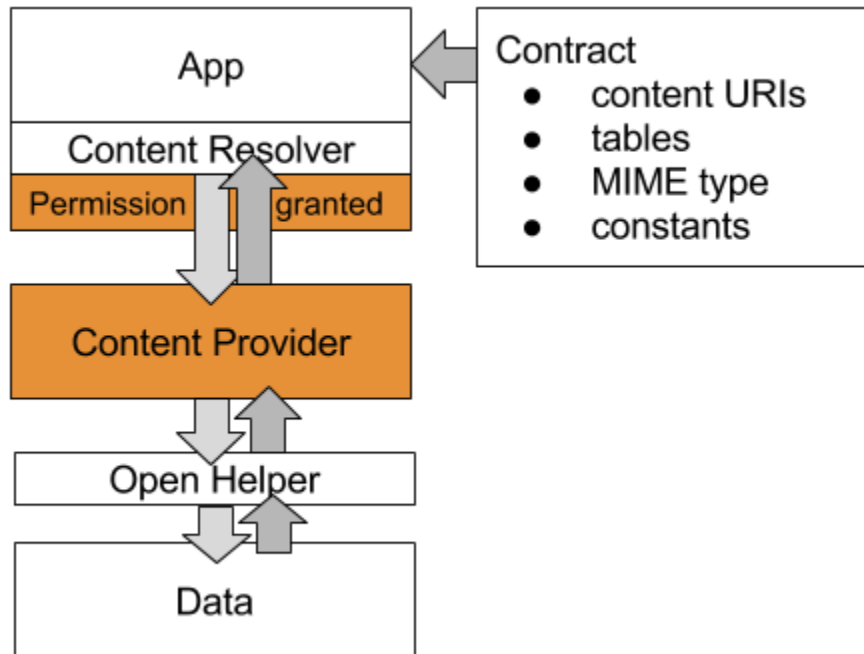 App
Content Resolver
Permission granted
Content Provider
Open Helper
Data
Contract
● content URIs
● tables
● MIME type
● constants